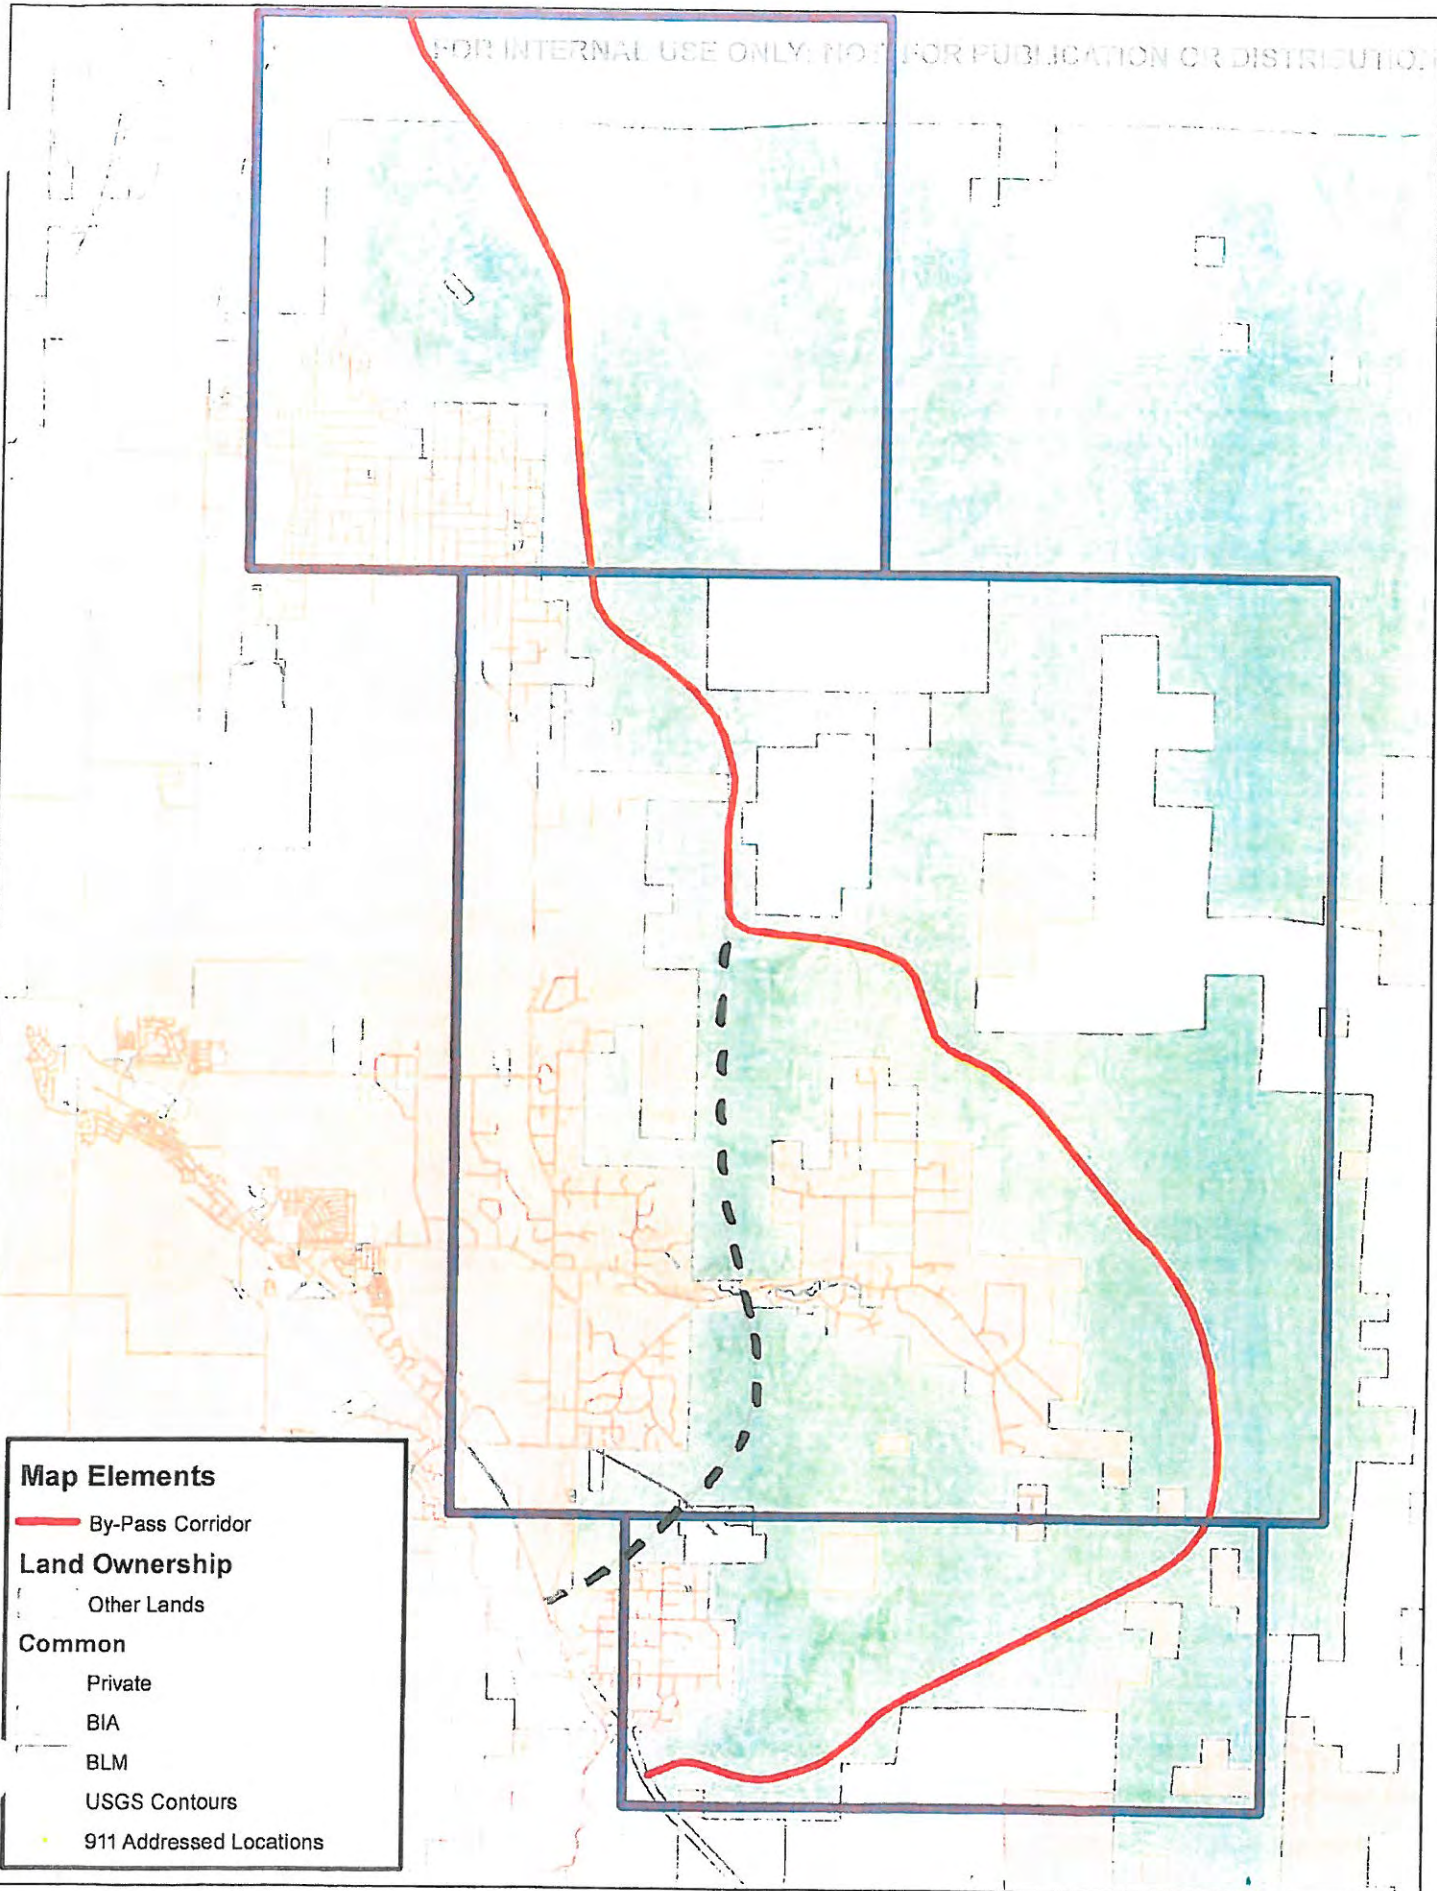 FOR INTERNAL USE ONLY: NOT FOR PUBLICATION OR DISTRIBUTION
Map Elements
By-Pass Corridor
Land Ownership
Other Lands
Common
Private
BIA
BLM
USGS Contours
911 Addressed Locations